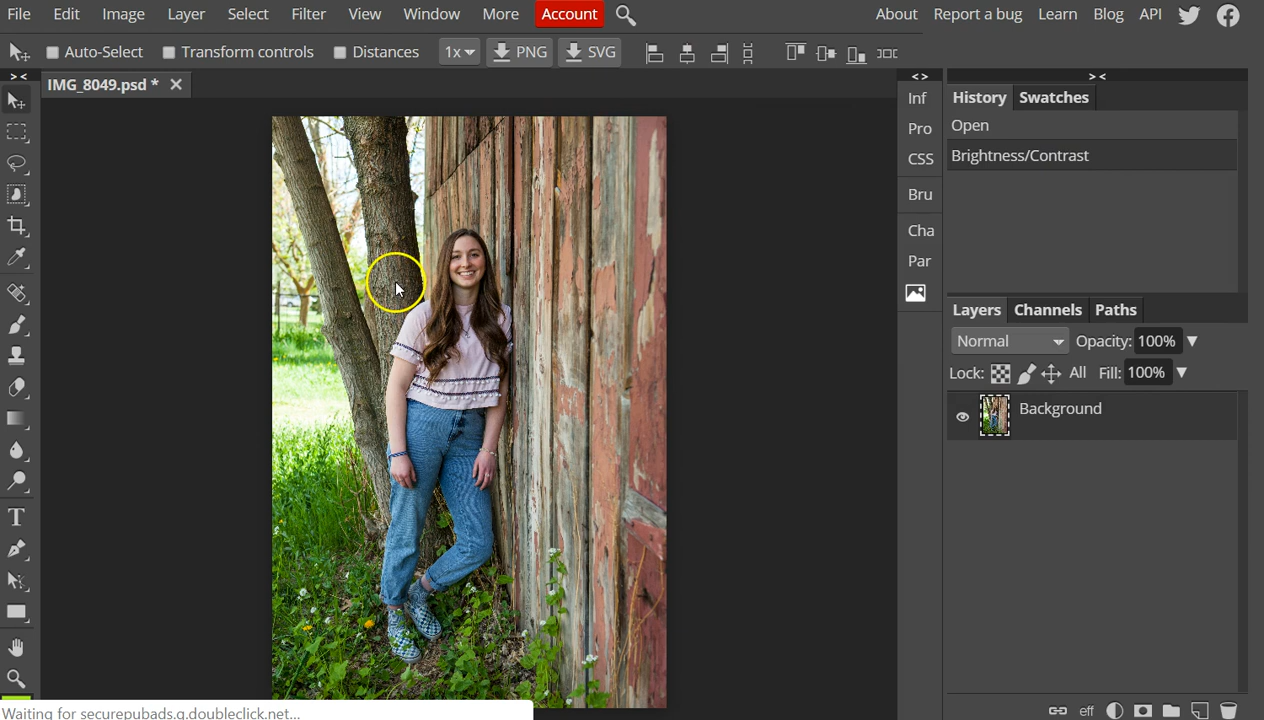 File Edit Image Layer Select Filter View Window More Account About Report a bug Learn Blog API
Auto-Select Transform controls Distances 1x PNG SVG
IMG_8049.psd *
Inf
Pro
CSS
Bru
Cha
Par
History Swatches
Open
Brightness/Contrast
Layers Channels Paths
Normal Opacity: 100%
Lock: All Fill: 100%
Background
eff
Waiting for securepubads.g.doubleclick.net...